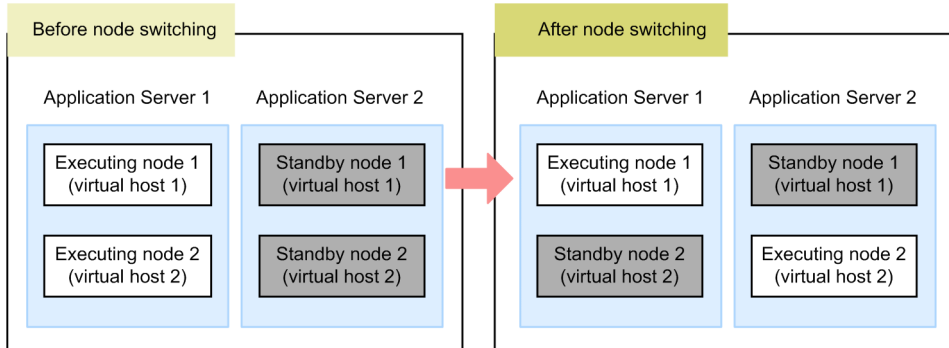 Before node switching
After node switching
Application Server 1
Application Server 2
Application Server 1
Application Server 2
Executing node 1
(virtual host 1)
Standby node 1
(virtual host 1)
Executing node 1
(virtual host 1)
Standby node 1
(virtual host 1)
Executing node 2
(virtual host 2)
Standby node 2
(virtual host 2)
Standby node 2
(virtual host 2)
Executing node 2
(virtual host 2)